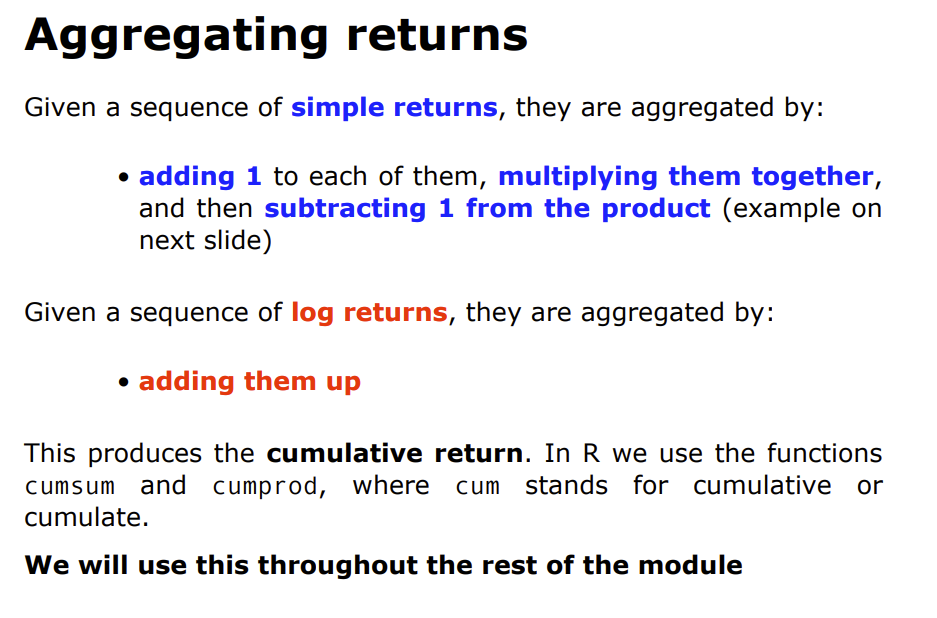 Aggregating returns
Given a sequence of simple returns, they are aggregated by:
• adding 1 to each of them, multiplying them together,
and then subtracting 1 from the product (example on
next slide)
Given a sequence of log returns, they are aggregated by:
• adding them up
This produces the cumulative return. In R we use the functions
cumsum and cumprod, where cum stands for cumulative or
cumulate.
We will use this throughout the rest of the module